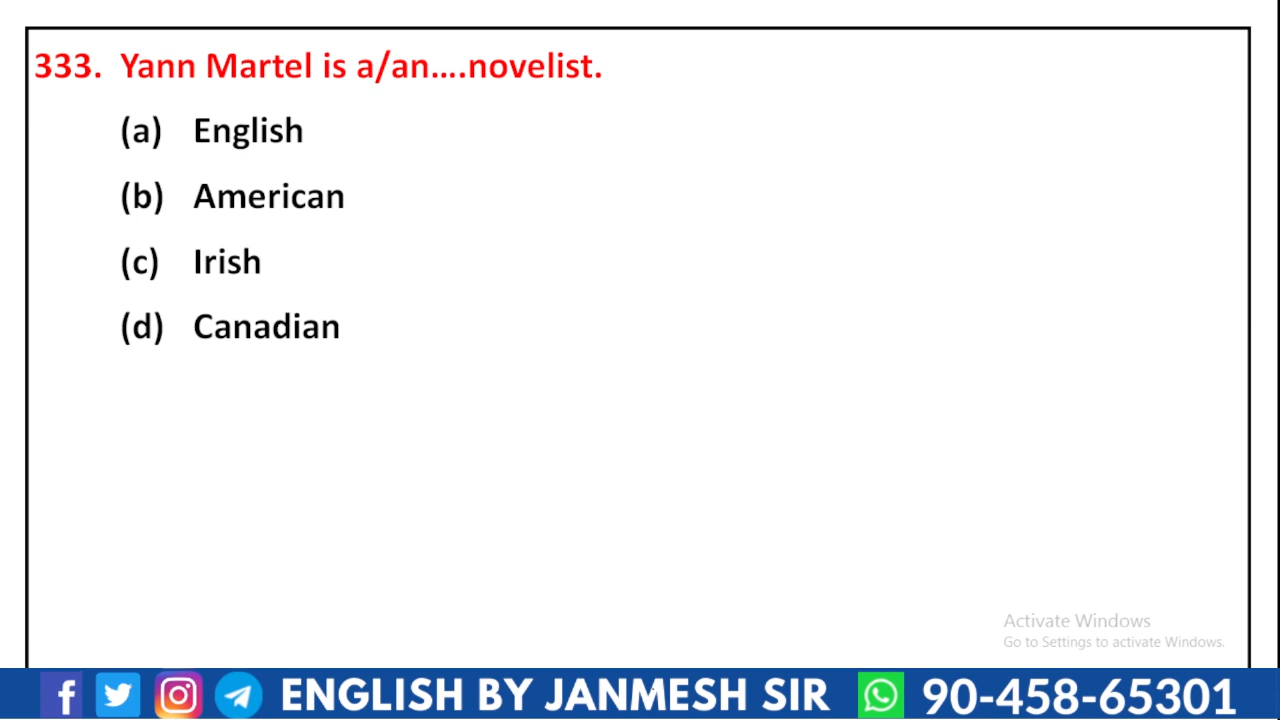 333. Yann Martel is a/an....novelist.
(a) English
(b) American
(c) Irish
(d) Canadian
Activate Windows
Go to Settings to activate Windows.
ENGLISH BY JANMESH SIR 90-458-65301